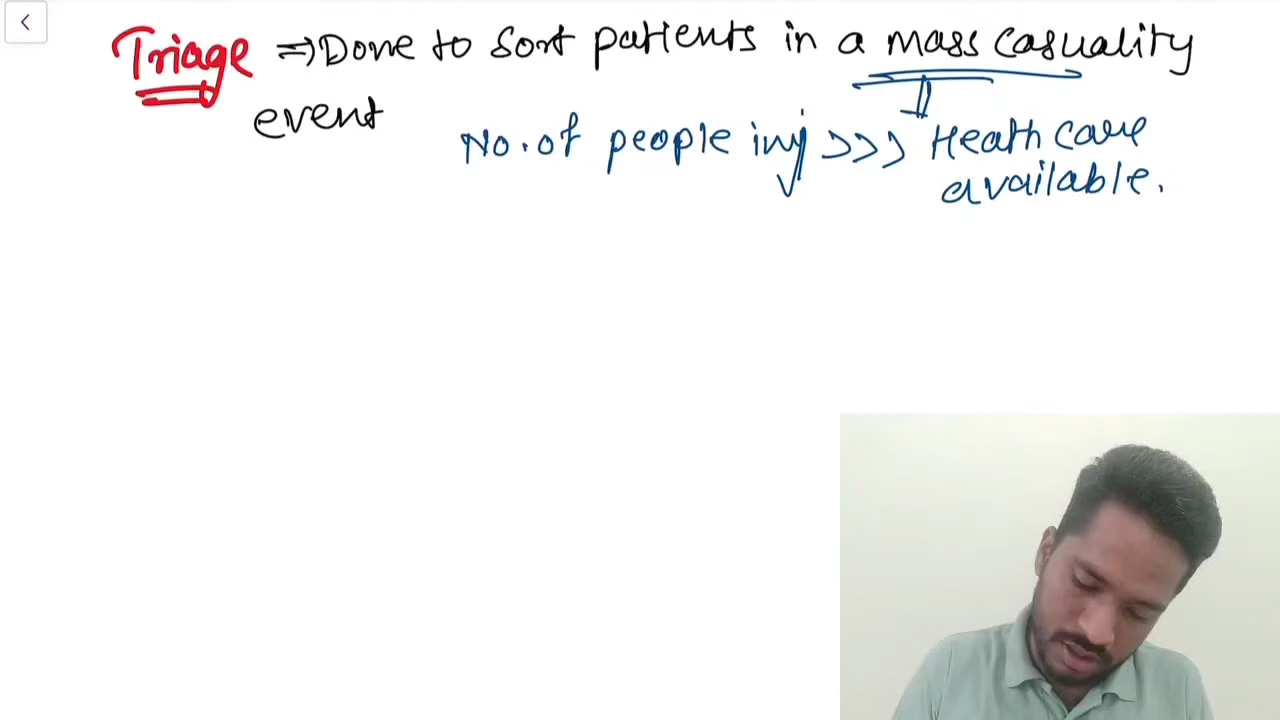 Triage ⇒ Done to sort patients in a mass casuality
event
No. of people inj >>> Heath care
available.